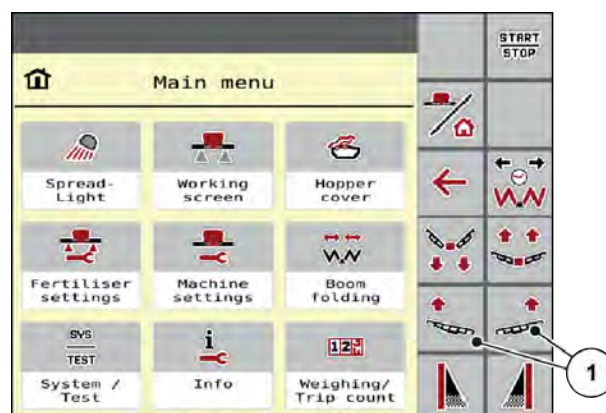 START
STOP
Main menu
Spread-
Light
Working
screen
Hopper
cover
Fertiliser
settings
Machine
settings
Boom
folding
SYS
TEST
System /
Test
i
Info
123
Weighing/
Trip count
1